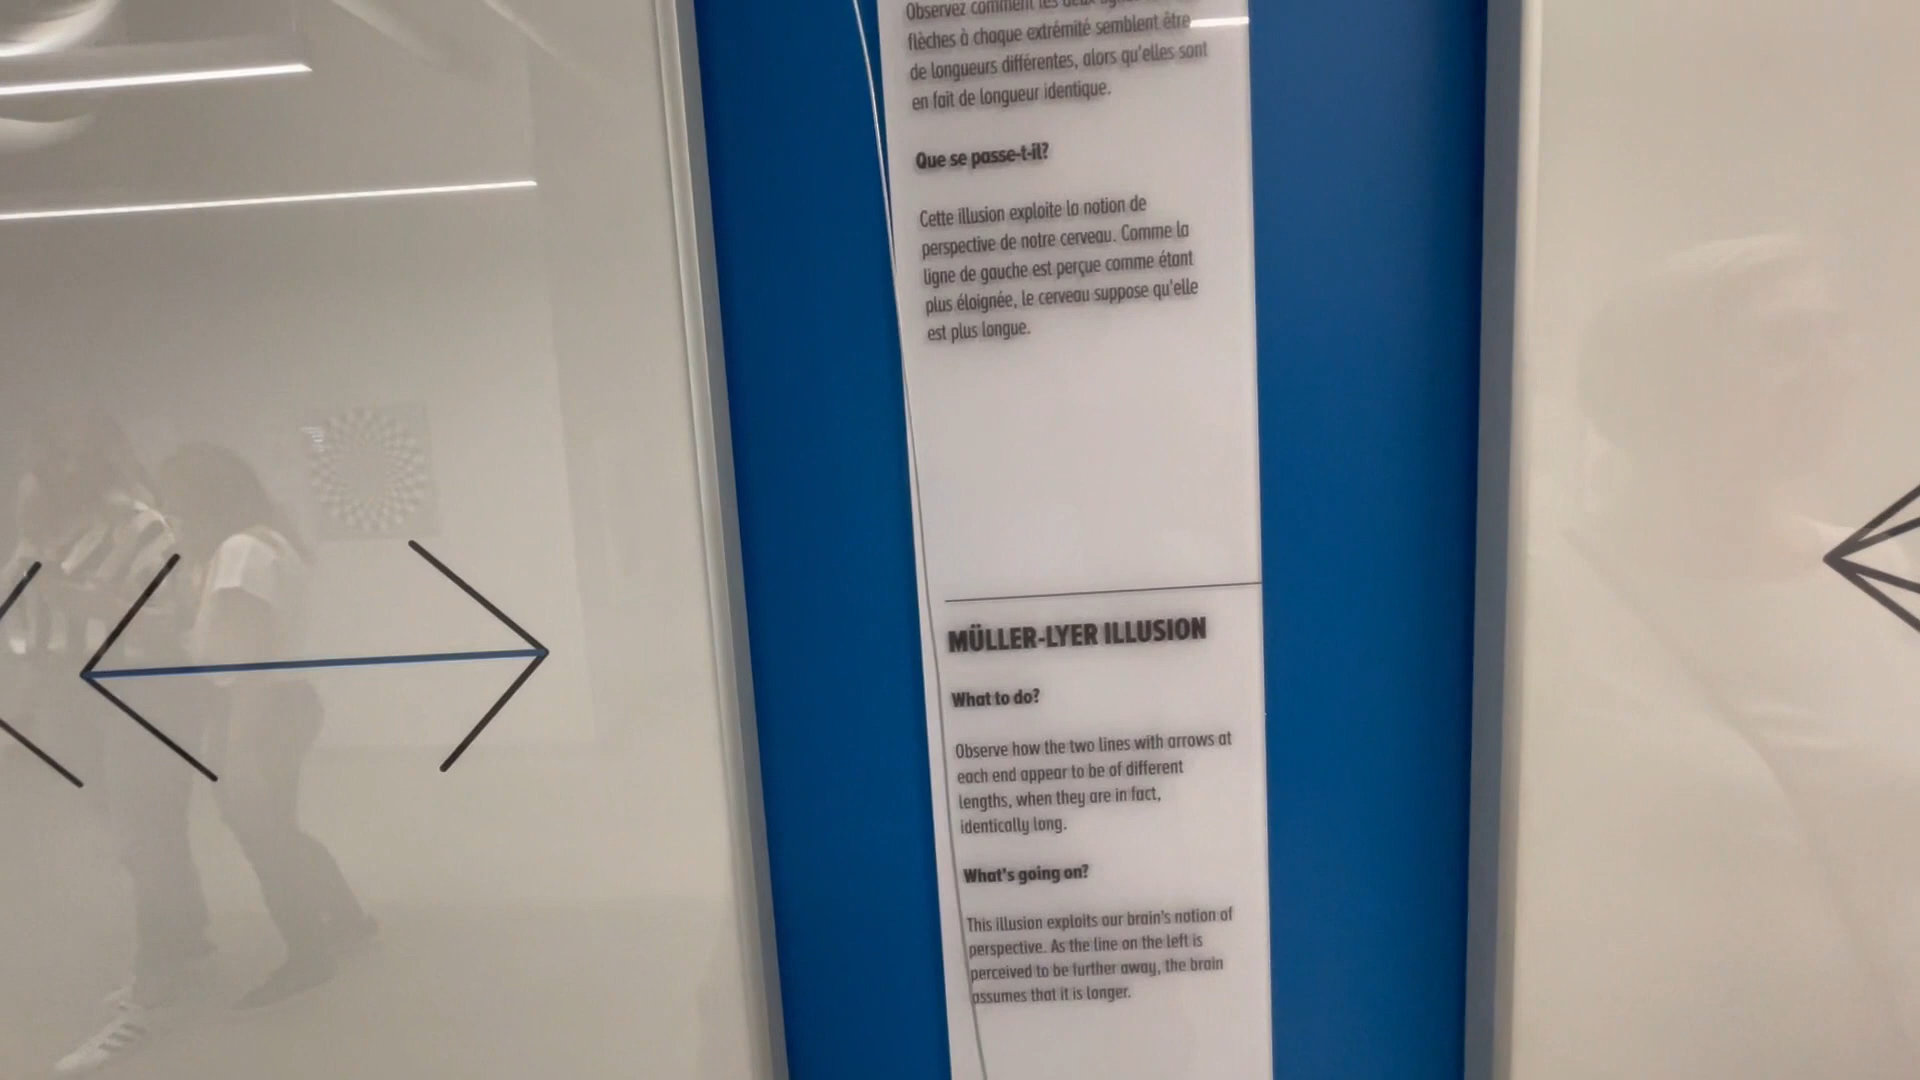 Observez comment les deux
flèches à chaque extrémité semblent être
de longueurs différentes, alors qu'elles sont
en fait de longueur identique.
Que se passe-t-il?
Cette illusion exploite la notion de
perspective de notre cerveau. Comme la
ligne de gauche est perçue comme étant
plus éloignée, le cerveau suppose qu'elle
est plus longue.
MÜLLER-LYER ILLUSION
What to do?
Observe how the two lines with arrows at
each end appear to be of different
lengths, when they are in fact,
identically long.
What's going on?
This illusion exploits our brain's notion of
perspective. As the line on the left is
perceived to be further away, the brain
assumes that it is longer.